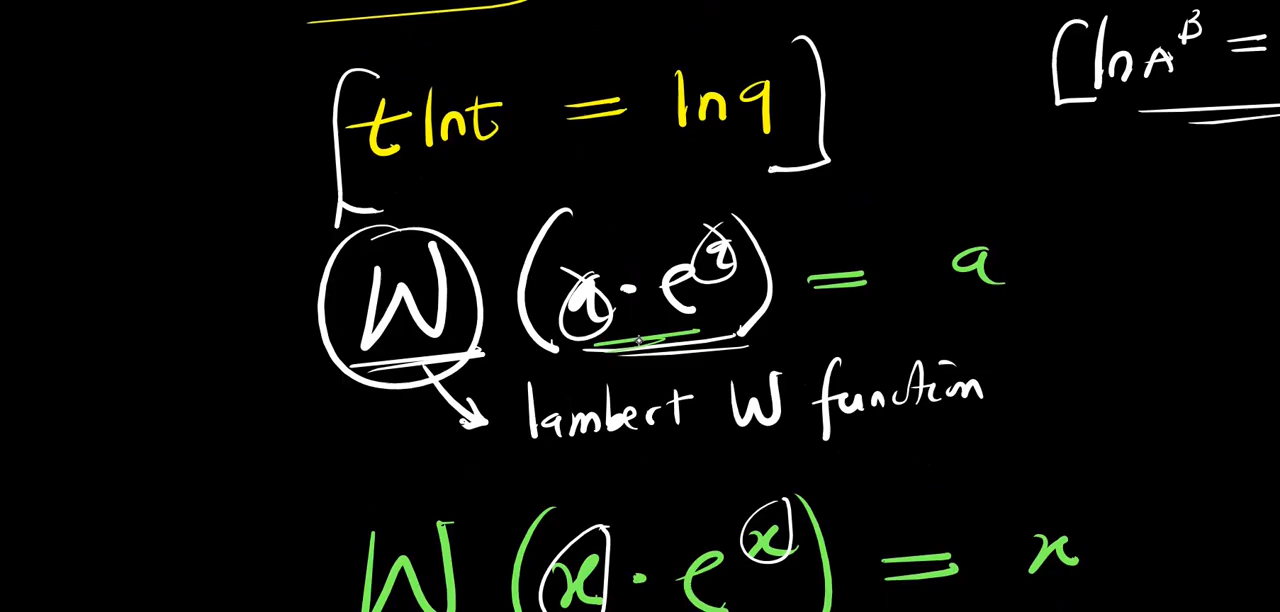 [ln A^B =
[t ln t = ln 9]
W (a · e^a) = a
lambert W function
W (x · e^x) = x